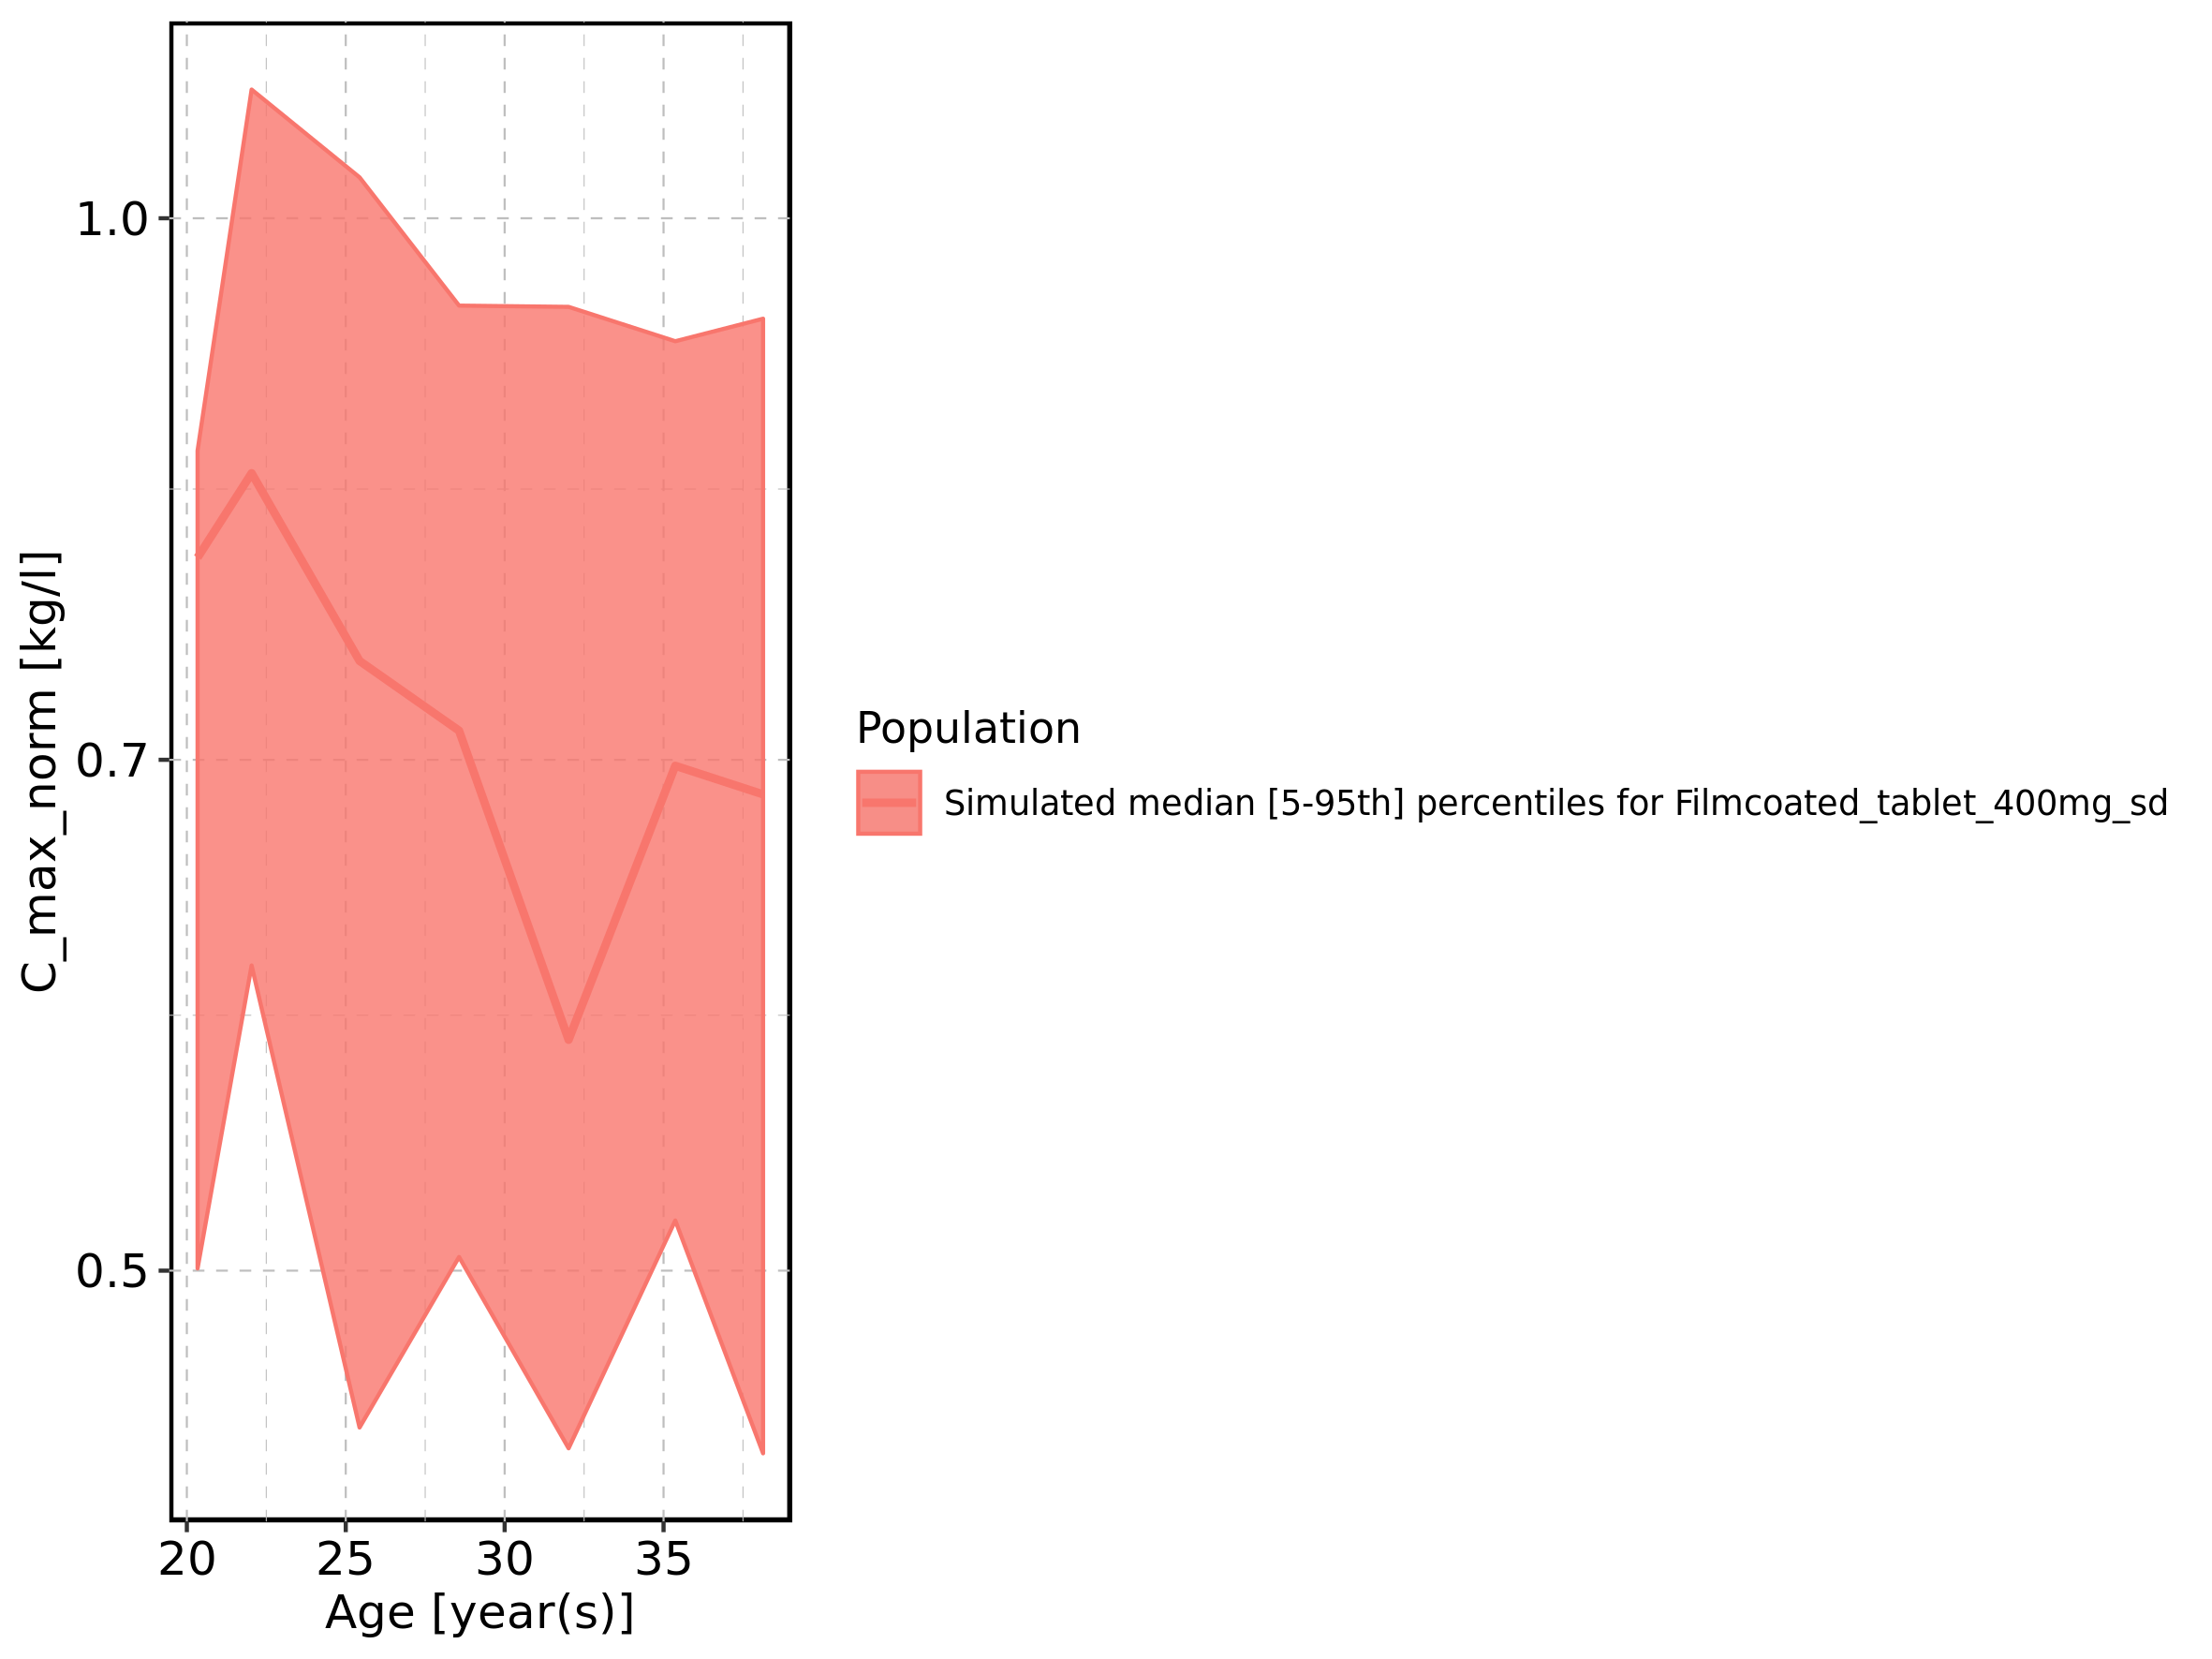 C_max_norm [kg/l]
1.0
0.7
0.5
20 25 30 35
Age [year(s)]
Population
Simulated median [5-95th] percentiles for Filmcoated_tablet_400mg_sd